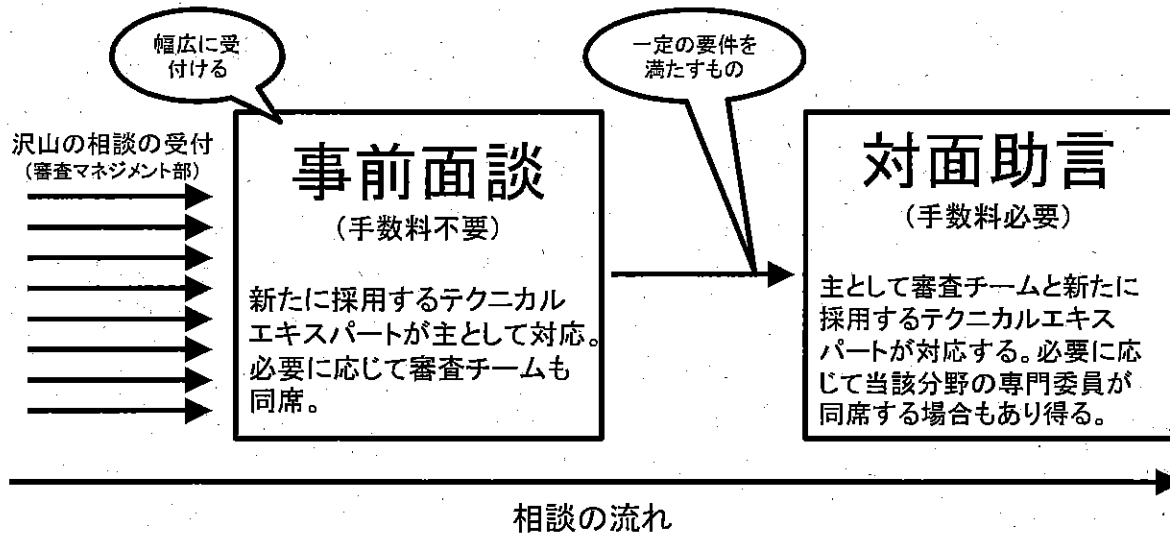 幅広に受
付ける
一定の要件を
満たすもの
沢山の相談の受付
(審査マネジメント部)
事前面談
(手数料不要)
新たに採用するテクニカル
エキスパートが主として対応。
必要に応じて審査チームも
同席。
対面助言
(手数料必要)
主として審査チームと新たに
採用するテクニカルエキス
パートが対応する。必要に応
じて当該分野の専門委員が
同席する場合もあり得る。
相談の流れ